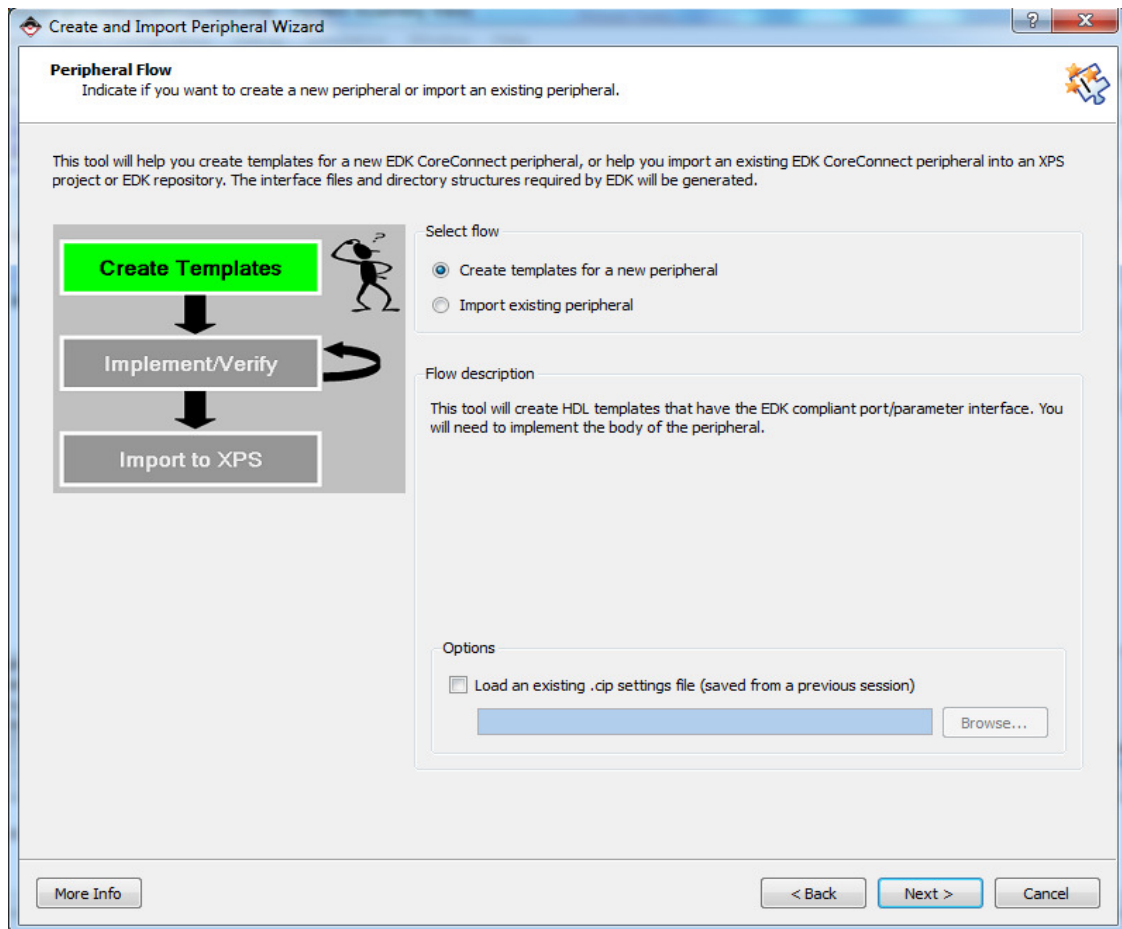 Create and Import Peripheral Wizard
Peripheral Flow
Indicate if you want to create a new peripheral or import an existing peripheral.
This tool will help you create templates for a new EDK CoreConnect peripheral, or help you import an existing EDK CoreConnect peripheral into an XPS
project or EDK repository. The interface files and directory structures required by EDK will be generated.
Create Templates
?
Implement/Verify
Import to XPS
Select flow
Create templates for a new peripheral
Import existing peripheral
Flow description
This tool will create HDL templates that have the EDK compliant port/parameter interface. You
will need to implement the body of the peripheral.
Options
Load an existing .cip settings file (saved from a previous session)
Browse...
More Info
< Back
Next >
Cancel